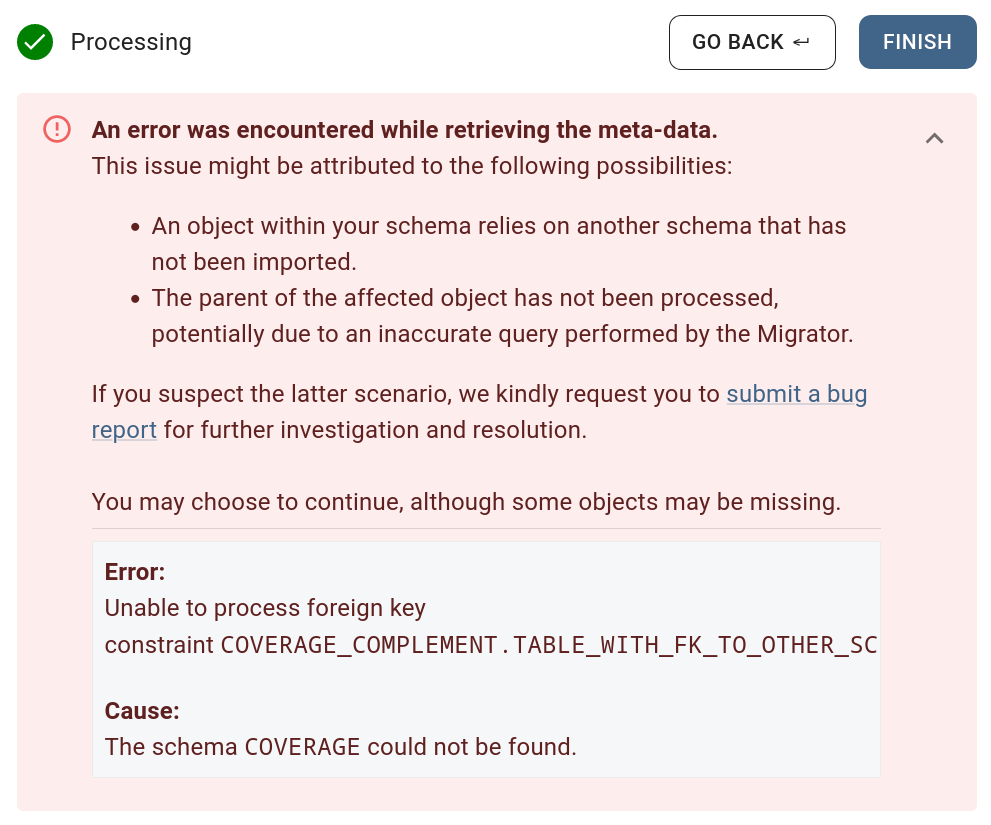 Processing
GO BACK
FINISH
An error was encountered while retrieving the meta-data.
This issue might be attributed to the following possibilities:
• An object within your schema relies on another schema that has
not been imported.
• The parent of the affected object has not been processed,
potentially due to an inaccurate query performed by the Migrator.
If you suspect the latter scenario, we kindly request you to submit a bug
report for further investigation and resolution.
You may choose to continue, although some objects may be missing.
Error:
Unable to process foreign key
constraint COVERAGE_COMPLEMENT.TABLE_WITH_FK_TO_OTHER_SC
Cause:
The schema COVERAGE could not be found.